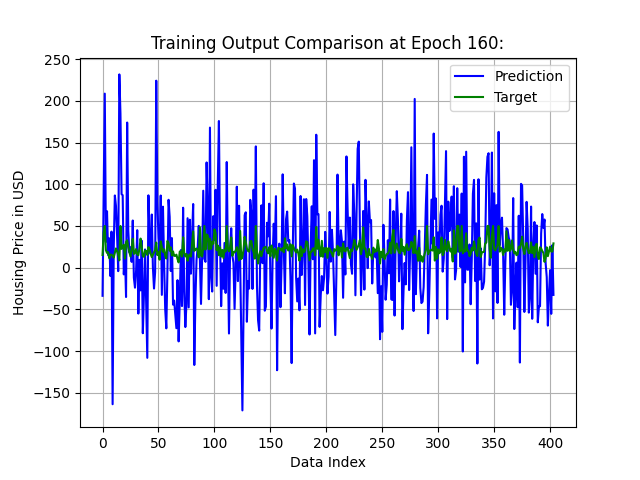 Training Output Comparison at Epoch 160:
250
200
150
100
50
0
−50
−100
−150
Housing Price in USD
Prediction
Target
0 50 100 150 200 250 300 350 400
Data Index